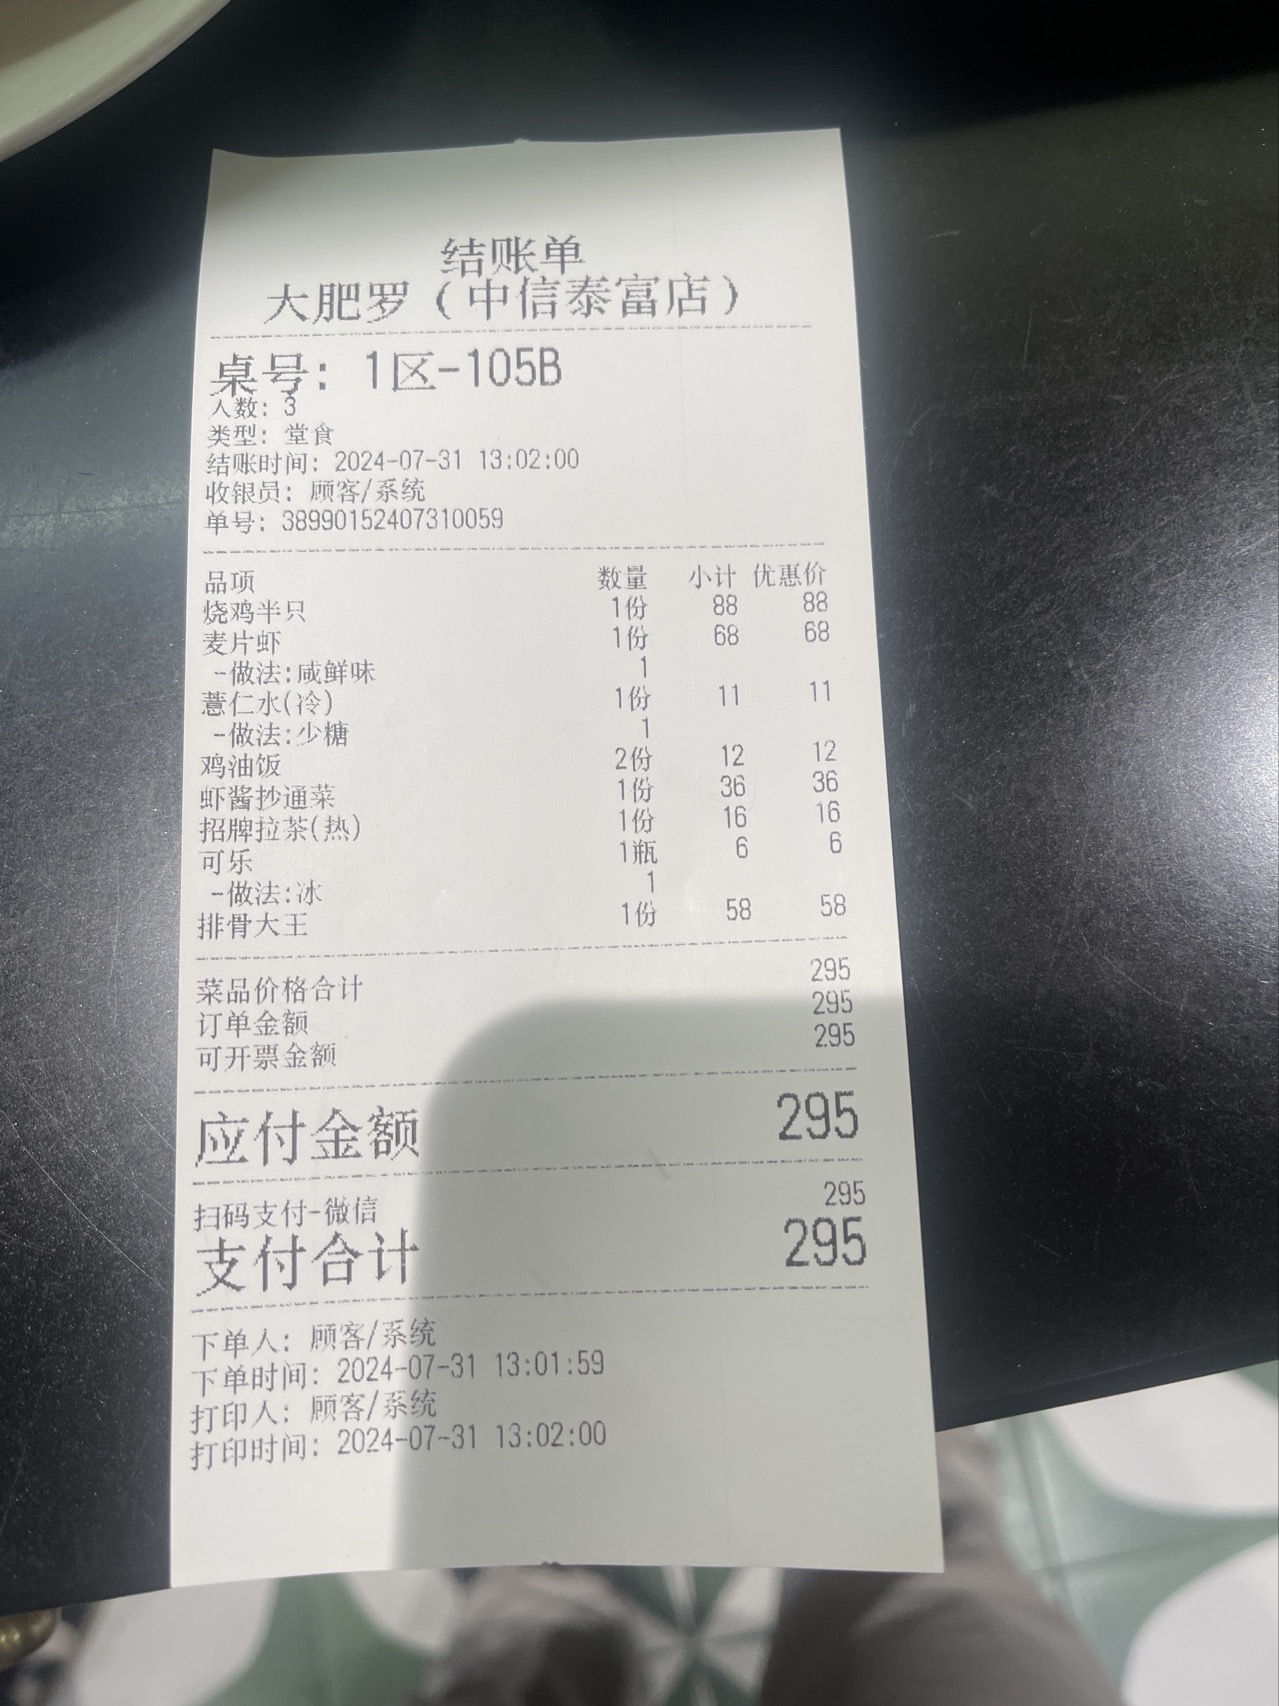 结账单
大肥罗（中信泰富店）
桌号：1区-105B
人数：3
类型：堂食
结账时间：2024-07-31 13:02:00
收银员：顾客/系统
单号：38990152407310059
品项 数量 小计 优惠价
烧鸡半只 1份 88 88
麦片虾 1份 68 68
-做法:咸鲜味 1
薏仁水(冷) 1份 11 11
-做法:少糖 1
鸡油饭 2份 12 12
虾酱抄通菜 1份 36 36
招牌拉茶(热) 1份 16 16
可乐 1瓶 6 6
-做法:冰 1
排骨大王 1份 58 58
菜品价格合计 295
订单金额 295
可开票金额 295
应付金额 295
扫码支付-微信 295
支付合计 295
下单人：顾客/系统
下单时间：2024-07-31 13:01:59
打印人：顾客/系统
打印时间：2024-07-31 13:02:00